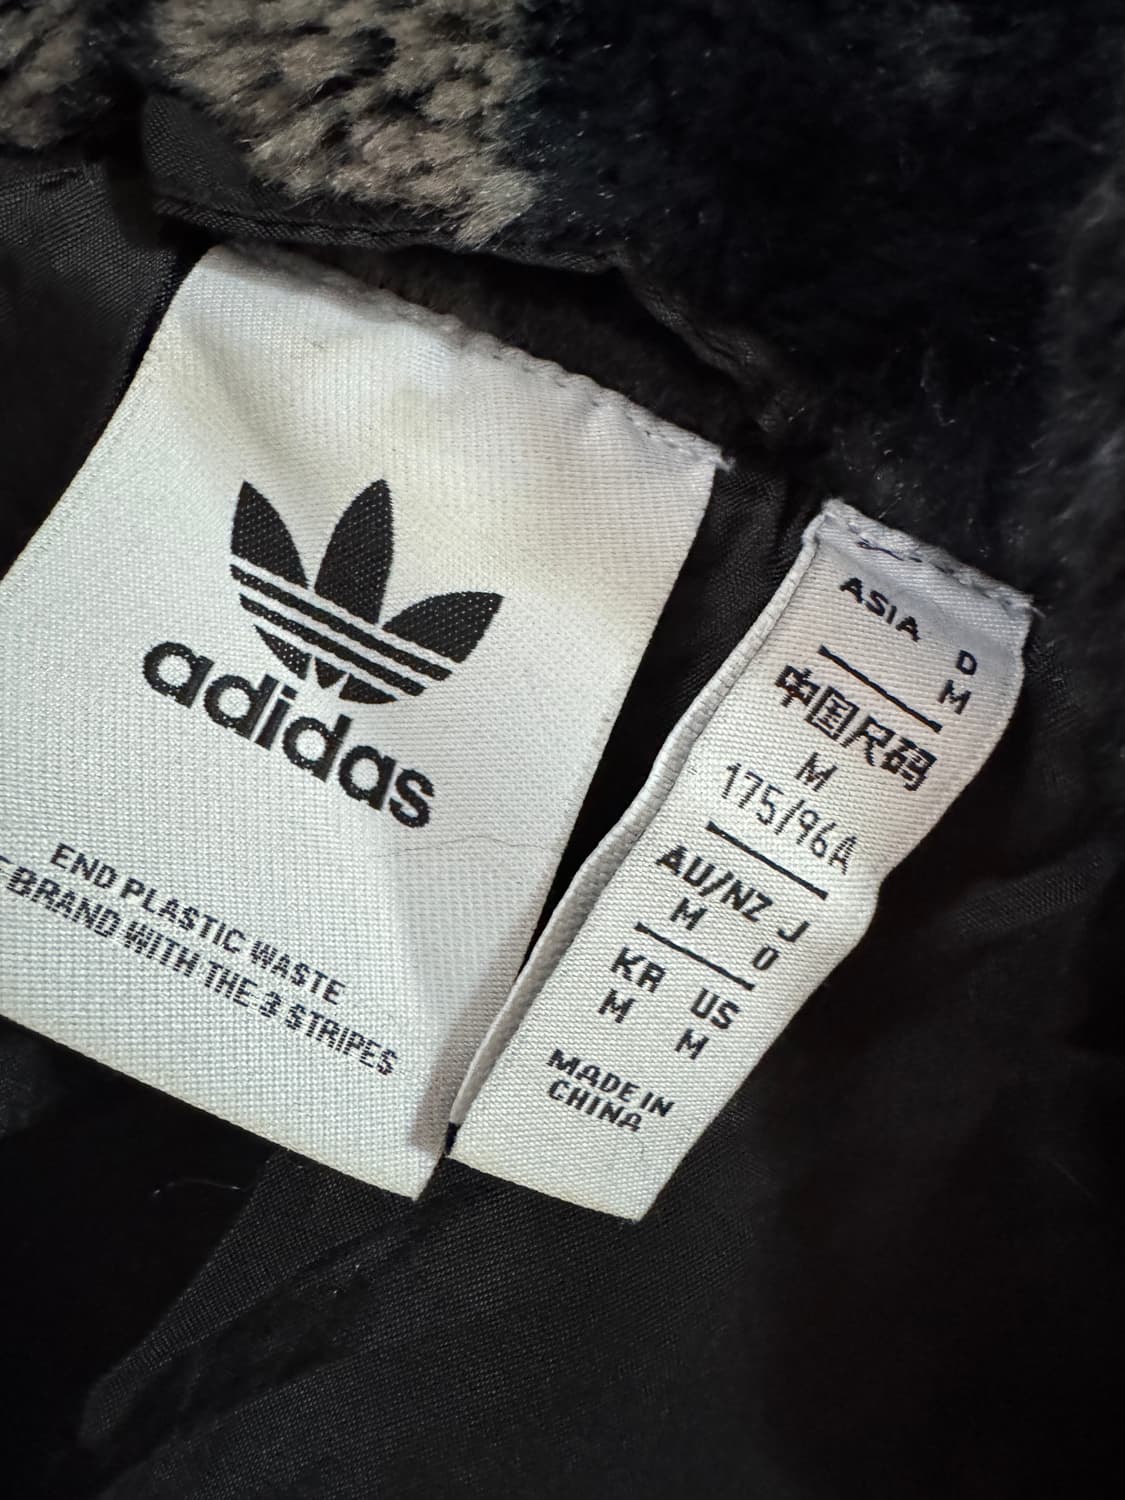 adidas
END PLASTIC WASTE
BRAND WITH THE 3 STRIPES
ASIA D
M
中国尺码
M
175/96A
AU/NZ J
M O
KR US
M M
MADE IN
CHINA